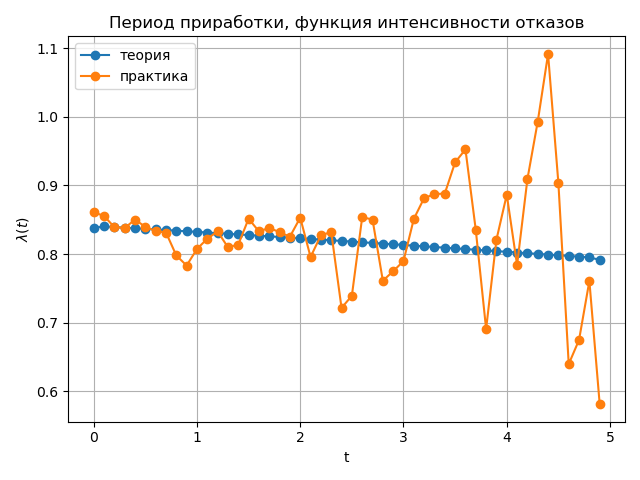 Период приработки, функция интенсивности отказов
теория
практика
λ(t)
1.1
1.0
0.9
0.8
0.7
0.6
0 1 2 3 4 5
t